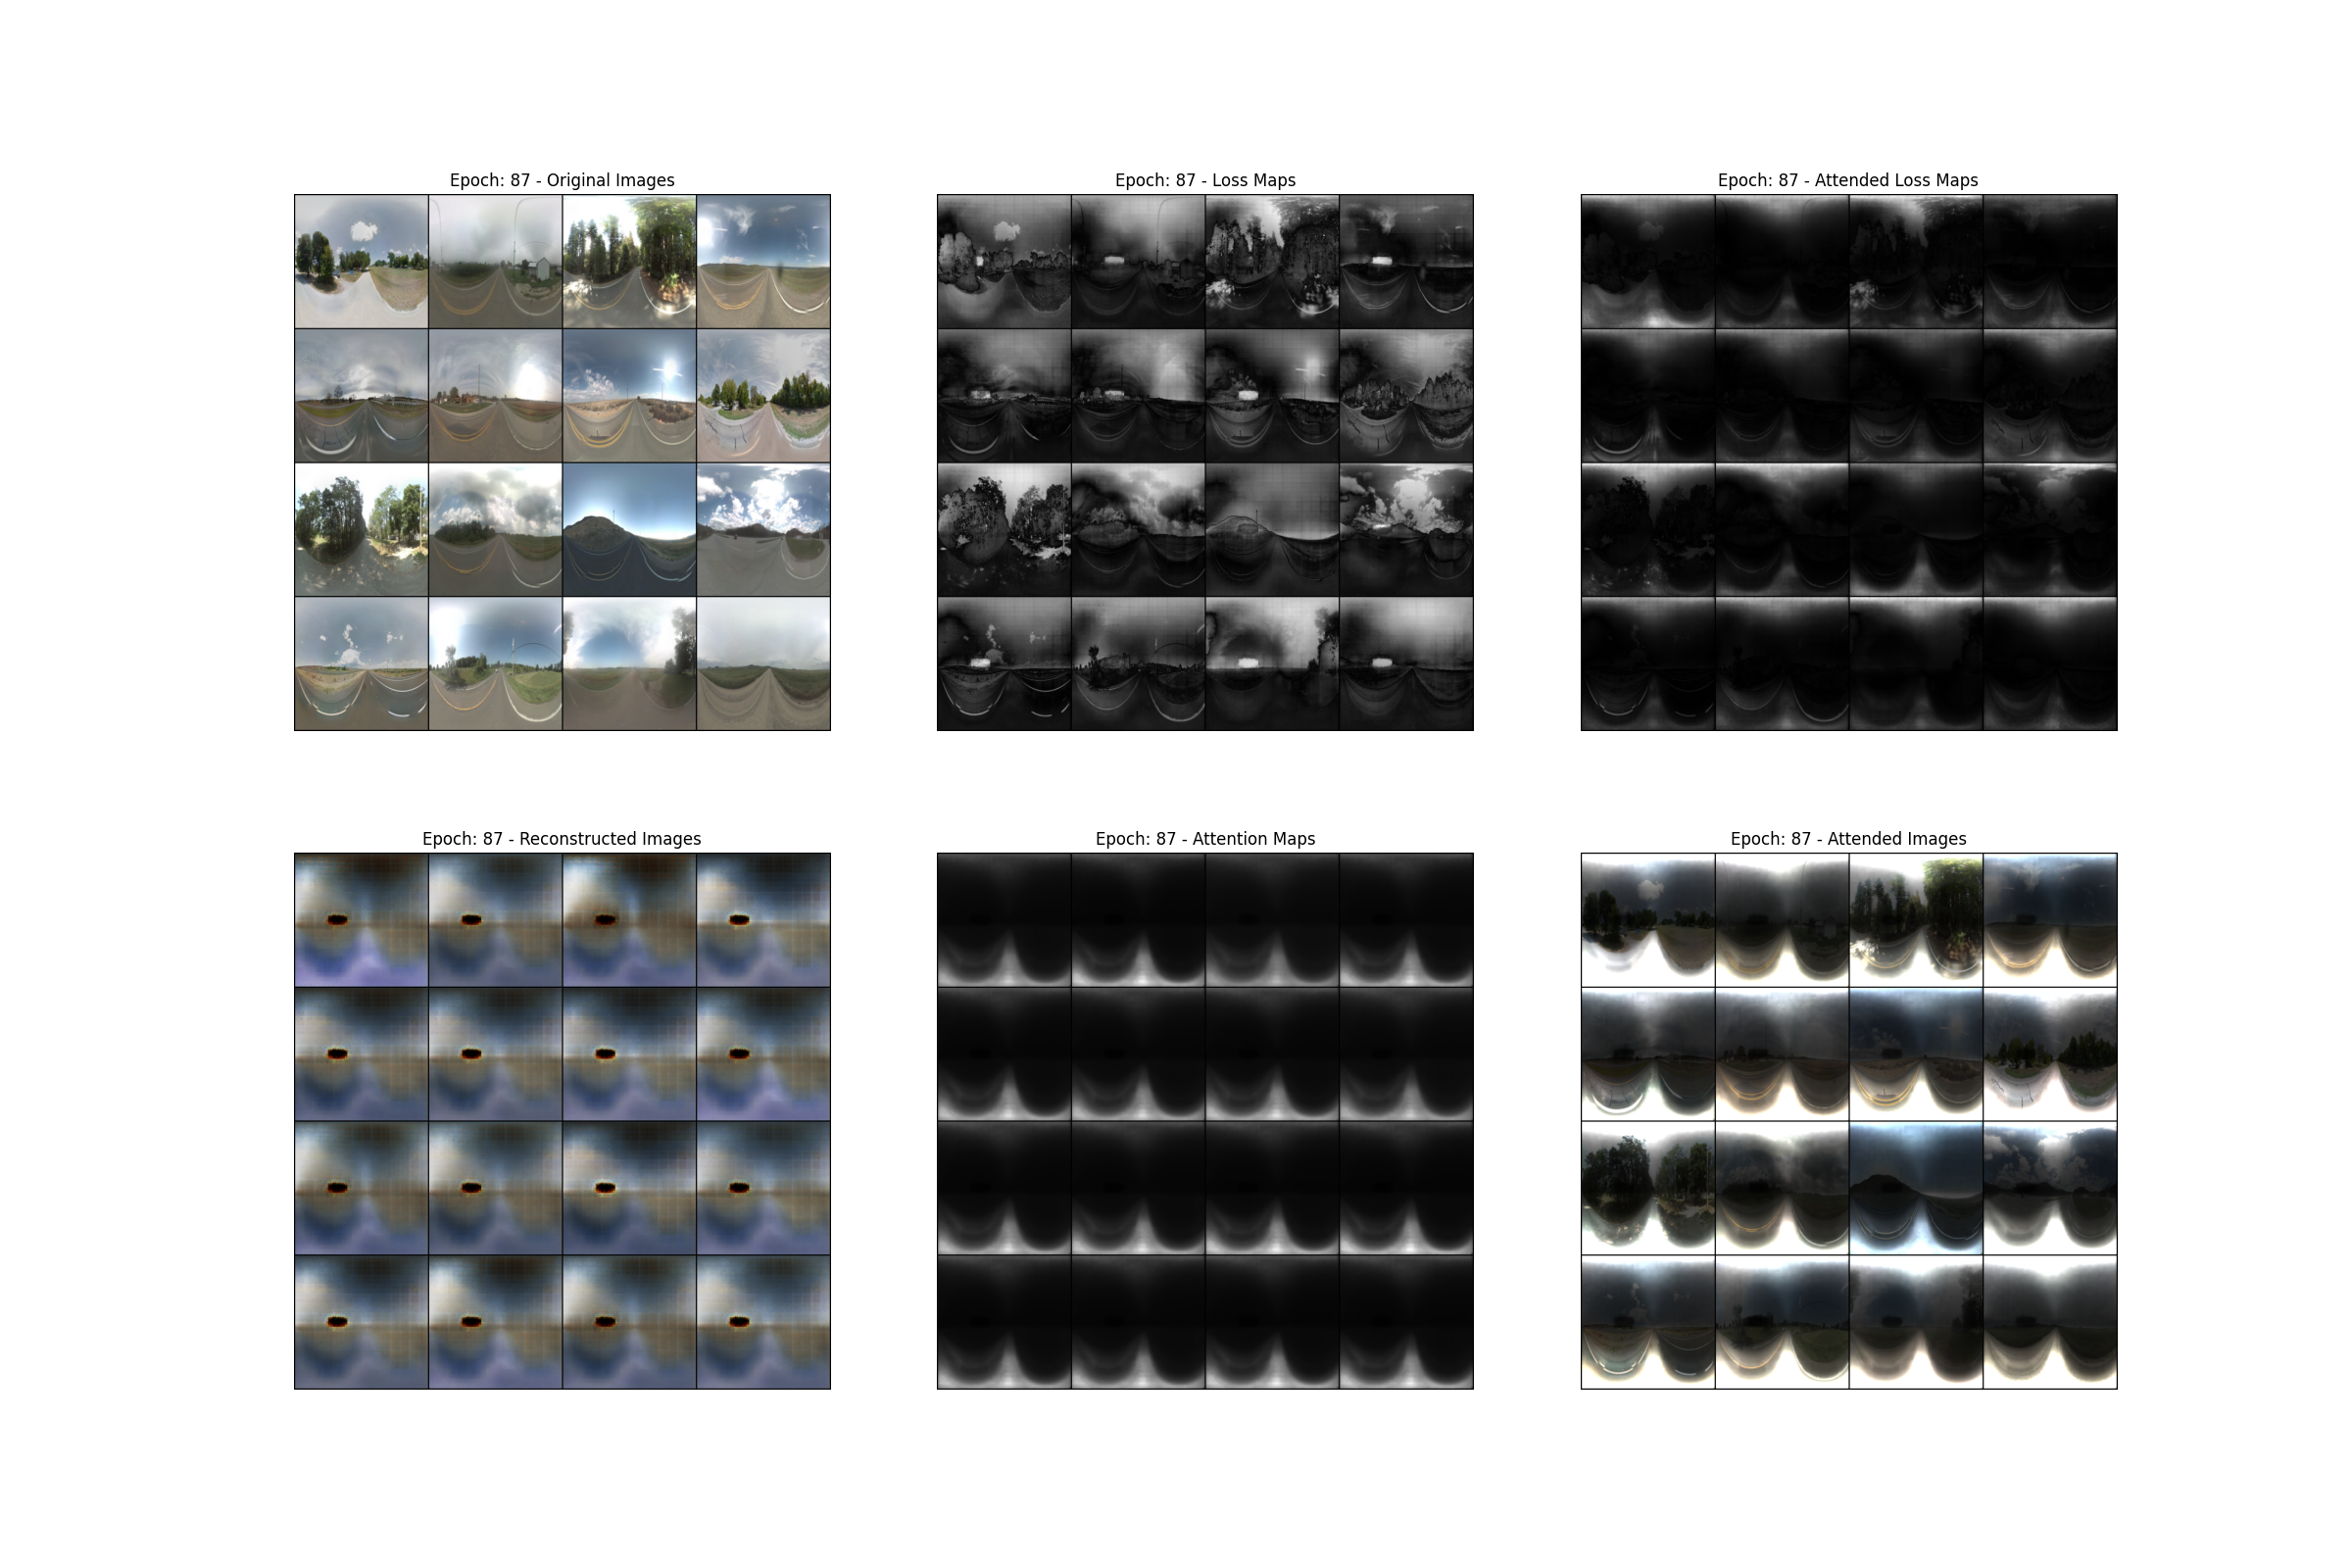 Epoch: 87 - Original Images
Epoch: 87 - Loss Maps
Epoch: 87 - Attended Loss Maps
Epoch: 87 - Reconstructed Images
Epoch: 87 - Attention Maps
Epoch: 87 - Attended Images